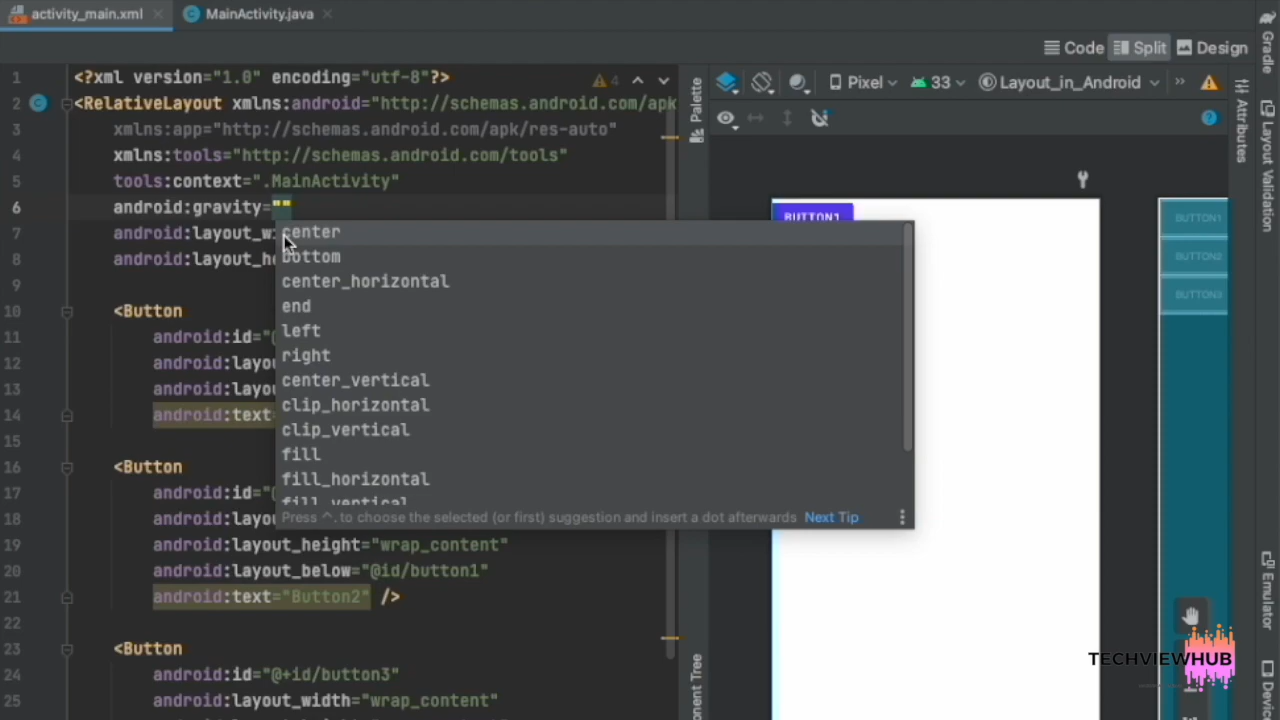 activity_main.xml
MainActivity.java
Code
Split
Design
1 <?xml version="1.0" encoding="utf-8"?>
4
2 <RelativeLayout xmlns:android="http://schemas.android.com/apk
3 xmlns:app="http://schemas.android.com/apk/res-auto"
4 xmlns:tools="http://schemas.android.com/tools"
5 tools:context=".MainActivity"
6 android:gravity=""
7 android:layout_w
8 android:layout_he
9
10 <Button
11 android:id="@
12 android:layou
13 android:layou
14 android:text=
15
16 <Button
17 android:id="@
18 android:layou
19 android:layout_height="wrap_content"
20 android:layout_below="@id/button1"
21 android:text="Button2" />
22
23 <Button
24 android:id="@+id/button3"
25 android:layout_width="wrap_content"
center
bottom
center_horizontal
end
left
right
center_vertical
clip_horizontal
clip_vertical
fill
fill_horizontal
fill_vertical
Press ^. to choose the selected (or first) suggestion and insert a dot afterwards Next Tip
Palette
Pixel
33
Layout_in_Android
BUTTON1
BUTTON1
BUTTON2
BUTTON3
Attributes
Gradle
Layout Validation
Emulator
Devic
onent Tree
TECHVIEWHUB